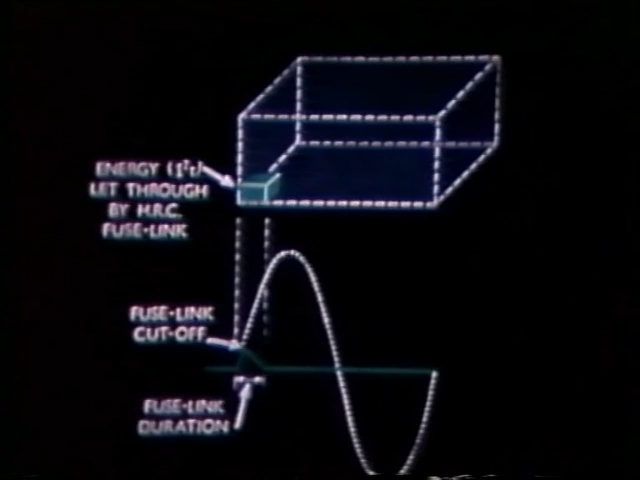 ENERGY (I²t)
LET THROUGH
BY H.R.C.
FUSE-LINK
FUSE-LINK
CUT-OFF
FUSE-LINK
DURATION